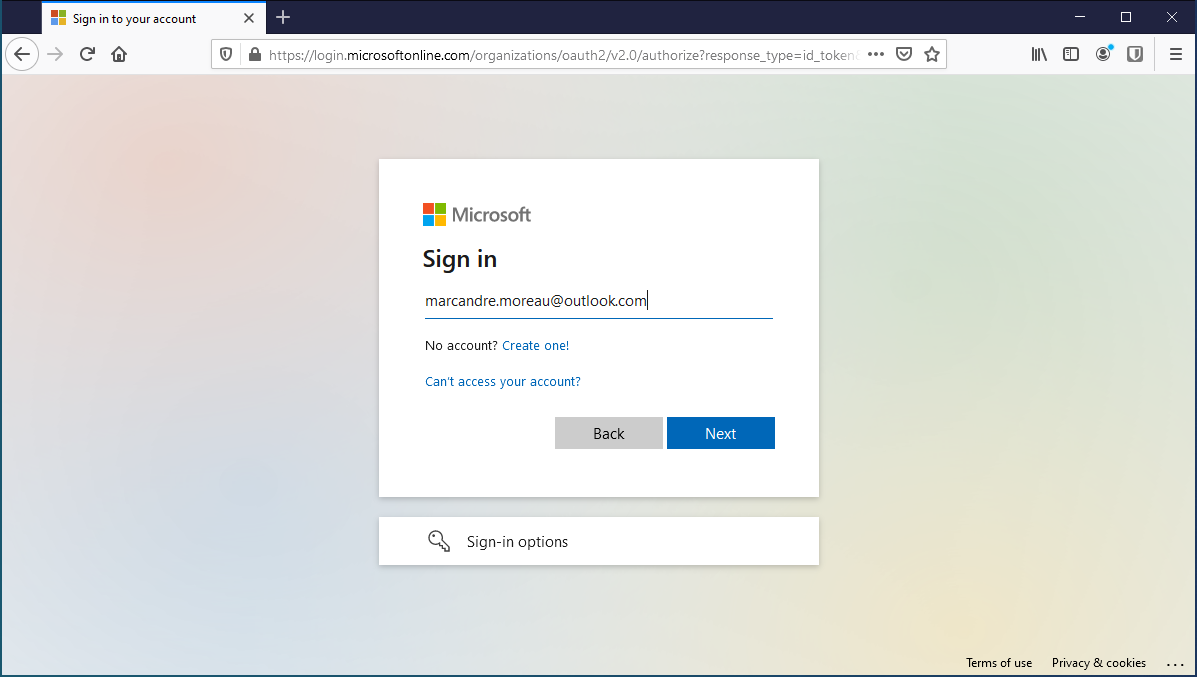 Sign in to your account
https://login.microsoftonline.com/organizations/oauth2/v2.0/authorize?response_type=id_token
Microsoft
Sign in
marcandre.moreau@outlook.com
No account? Create one!
Can't access your account?
Back Next
Sign-in options
Terms of use Privacy & cookies ...